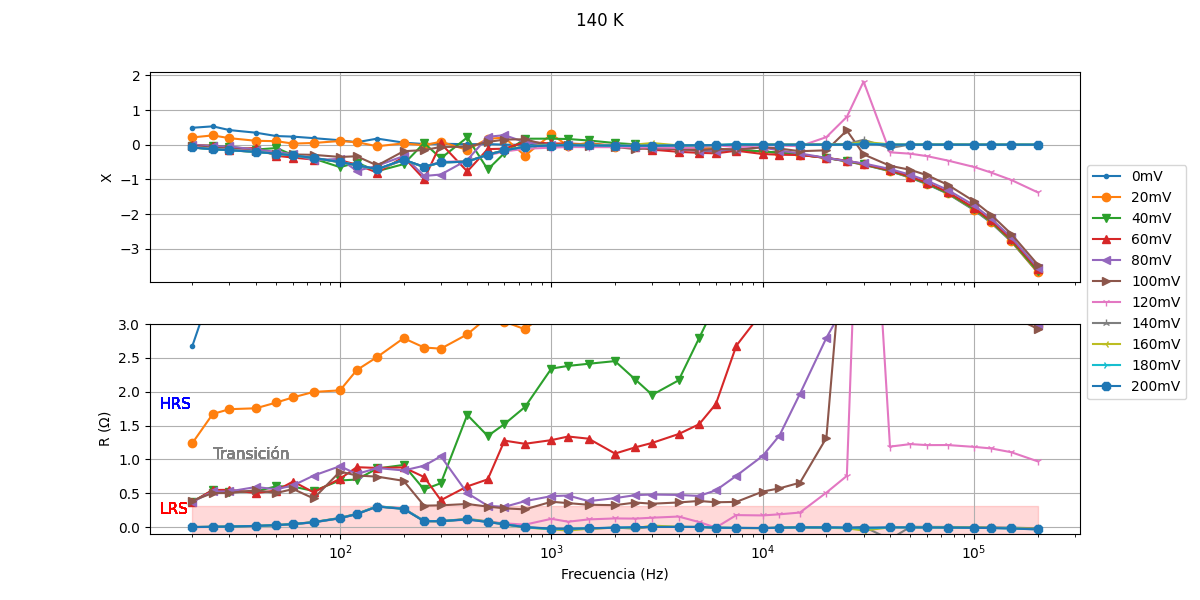 140 K
2
1
0
−1
−2
−3
X
3.0
2.5
2.0
1.5
1.0
0.5
0.0
R (Ω)
HRS
Transición
LRS
10²
10³
10⁴
10⁵
Frecuencia (Hz)
0mV
20mV
40mV
60mV
80mV
100mV
120mV
140mV
160mV
180mV
200mV